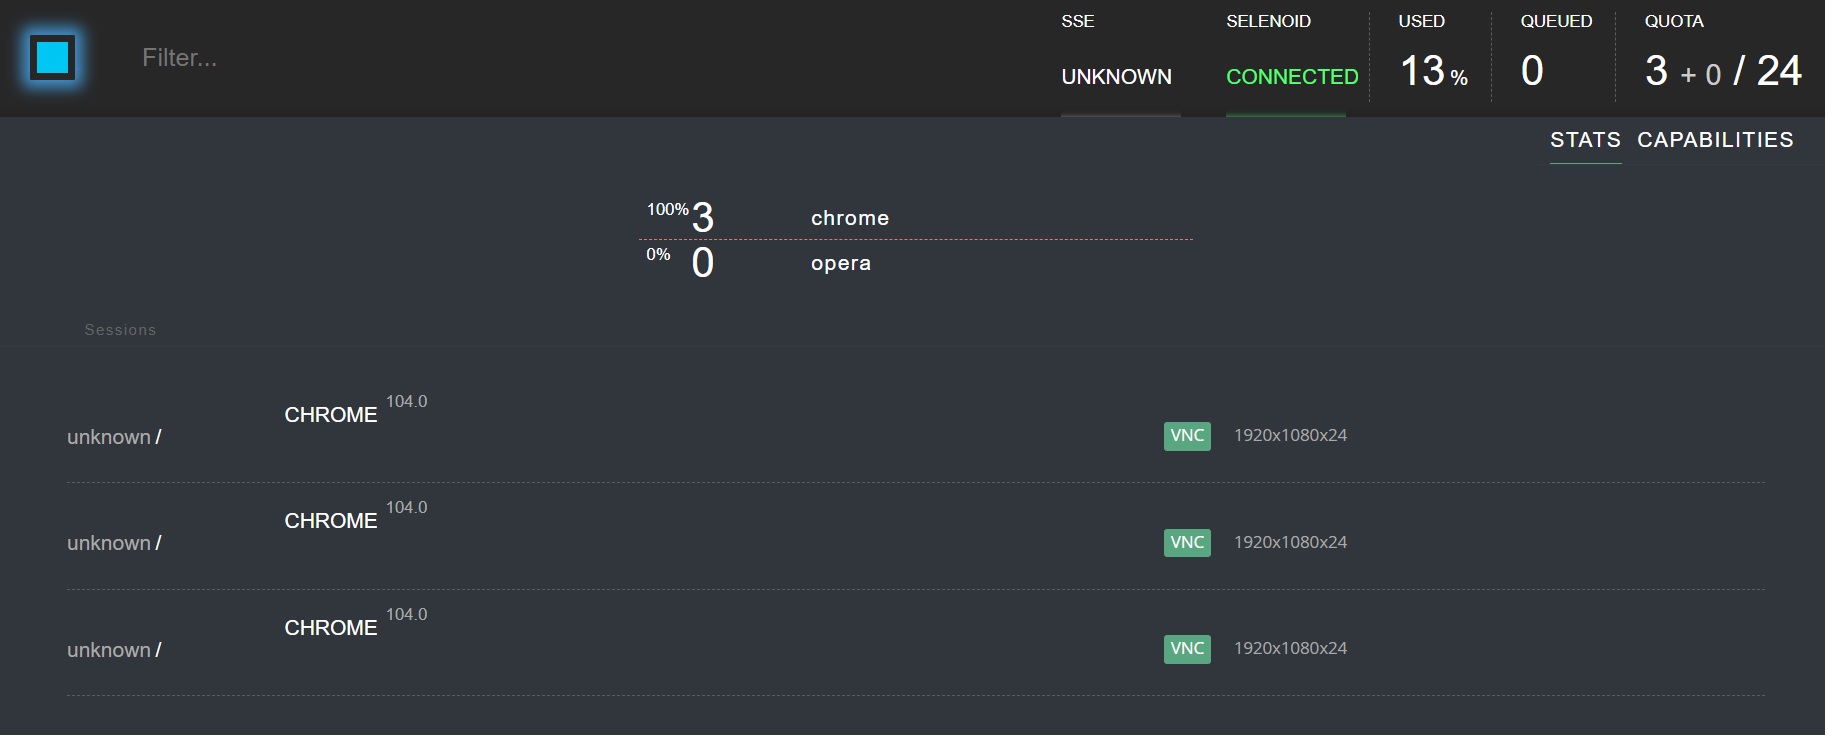 Filter...
SSE
UNKNOWN
SELENOID
CONNECTED
USED
13 %
QUEUED
0
QUOTA
3 + 0 / 24
STATS CAPABILITIES
100% 3 chrome
0% 0 opera
Sessions
unknown / CHROME 104.0 VNC 1920x1080x24
unknown / CHROME 104.0 VNC 1920x1080x24
unknown / CHROME 104.0 VNC 1920x1080x24